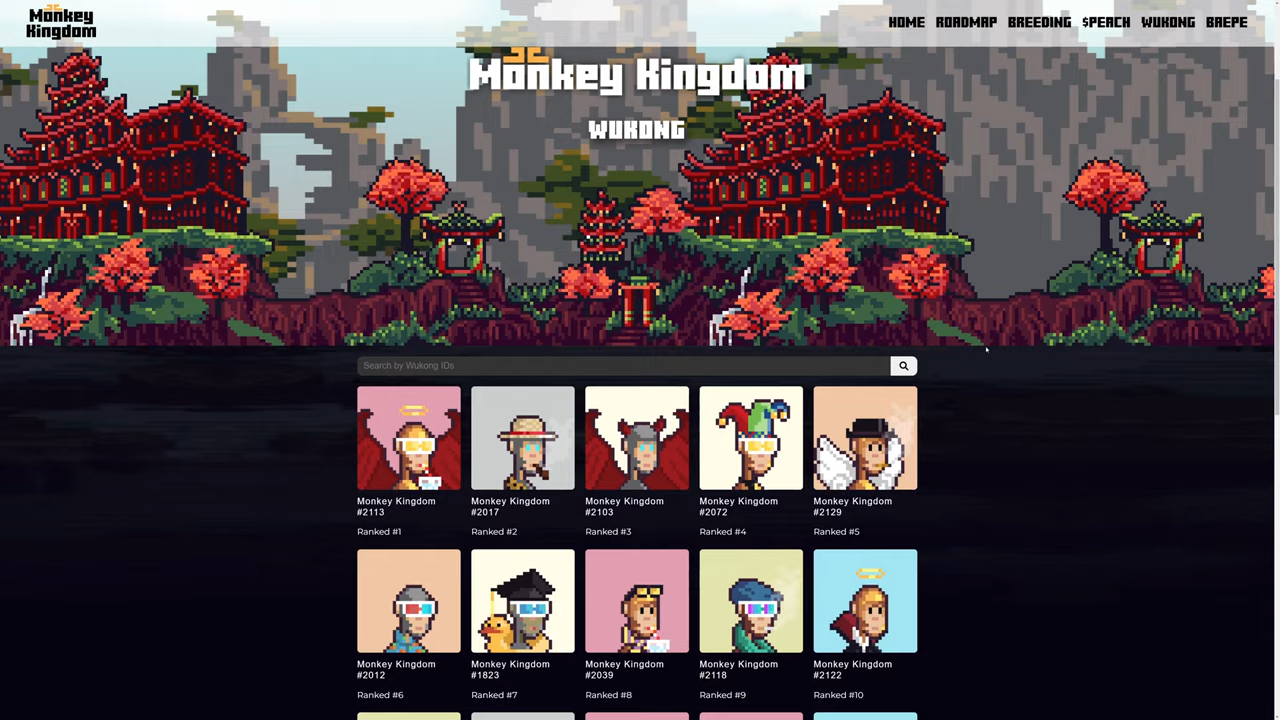 Monkey
Kingdom
HOME ROADMAP BREEDING $PEACH WUKONG BAEPE
Monkey Kingdom
WUKONG
Search by Wukong IDs
Monkey Kingdom
#2113
Ranked #1
Monkey Kingdom
#2017
Ranked #2
Monkey Kingdom
#2103
Ranked #3
Monkey Kingdom
#2072
Ranked #4
Monkey Kingdom
#2129
Ranked #5
Monkey Kingdom
#2012
Ranked #6
Monkey Kingdom
#1823
Ranked #7
Monkey Kingdom
#2039
Ranked #8
Monkey Kingdom
#2118
Ranked #9
Monkey Kingdom
#2122
Ranked #10